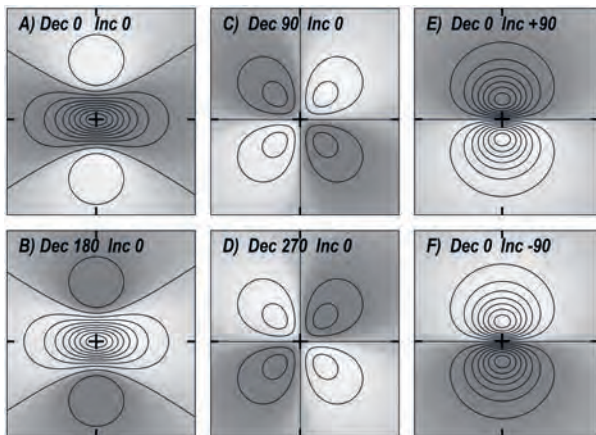 A) Dec 0 Inc 0
C) Dec 90 Inc 0
E) Dec 0 Inc +90
B) Dec 180 Inc 0
D) Dec 270 Inc 0
F) Dec 0 Inc -90